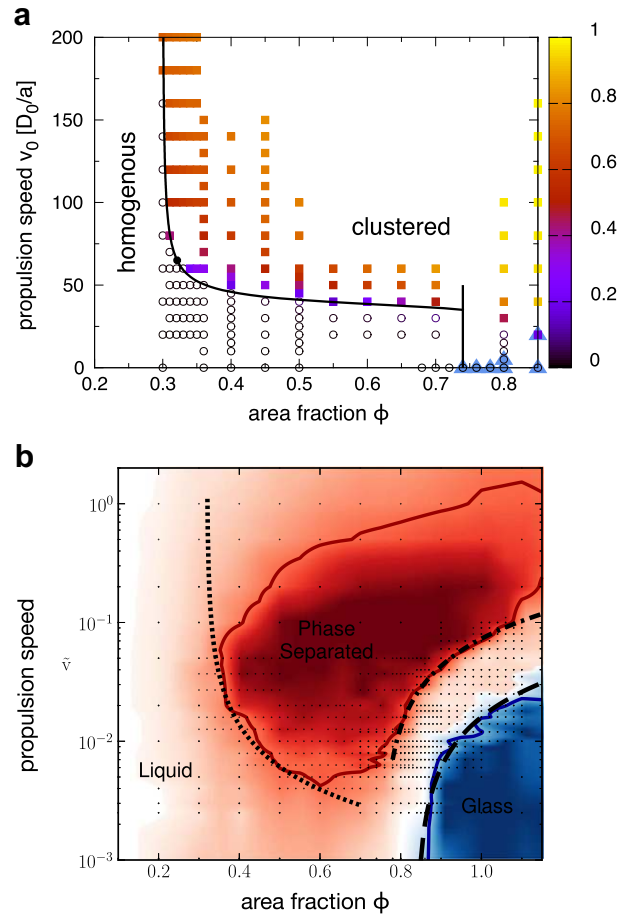 a
propulsion speed v₀ [D₀/a]
200
150
100
50
0
homogenous
clustered
0.2 0.3 0.4 0.5 0.6 0.7 0.8
area fraction ϕ
1
0.8
0.6
0.4
0.2
0
b
propulsion speed
ṽ
10⁰
10⁻¹
10⁻²
10⁻³
Phase
Separated
Liquid
Glass
0.2 0.4 0.6 0.8 1.0
area fraction ϕ